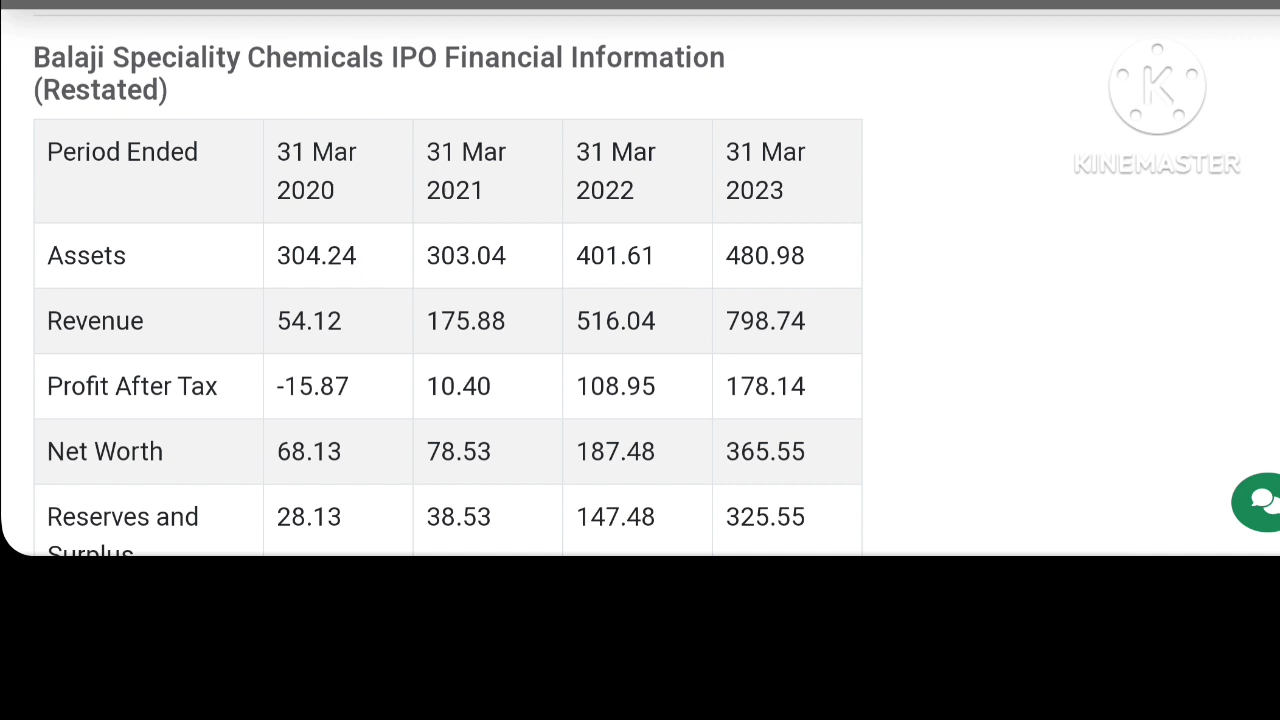 Balaji Speciality Chemicals IPO Financial Information
(Restated)
Period Ended 31 Mar 2020 31 Mar 2021 31 Mar 2022 31 Mar 2023
Assets 304.24 303.04 401.61 480.98
Revenue 54.12 175.88 516.04 798.74
Profit After Tax -15.87 10.40 108.95 178.14
Net Worth 68.13 78.53 187.48 365.55
Reserves and Surplus 28.13 38.53 147.48 325.55
K
KINEMASTER